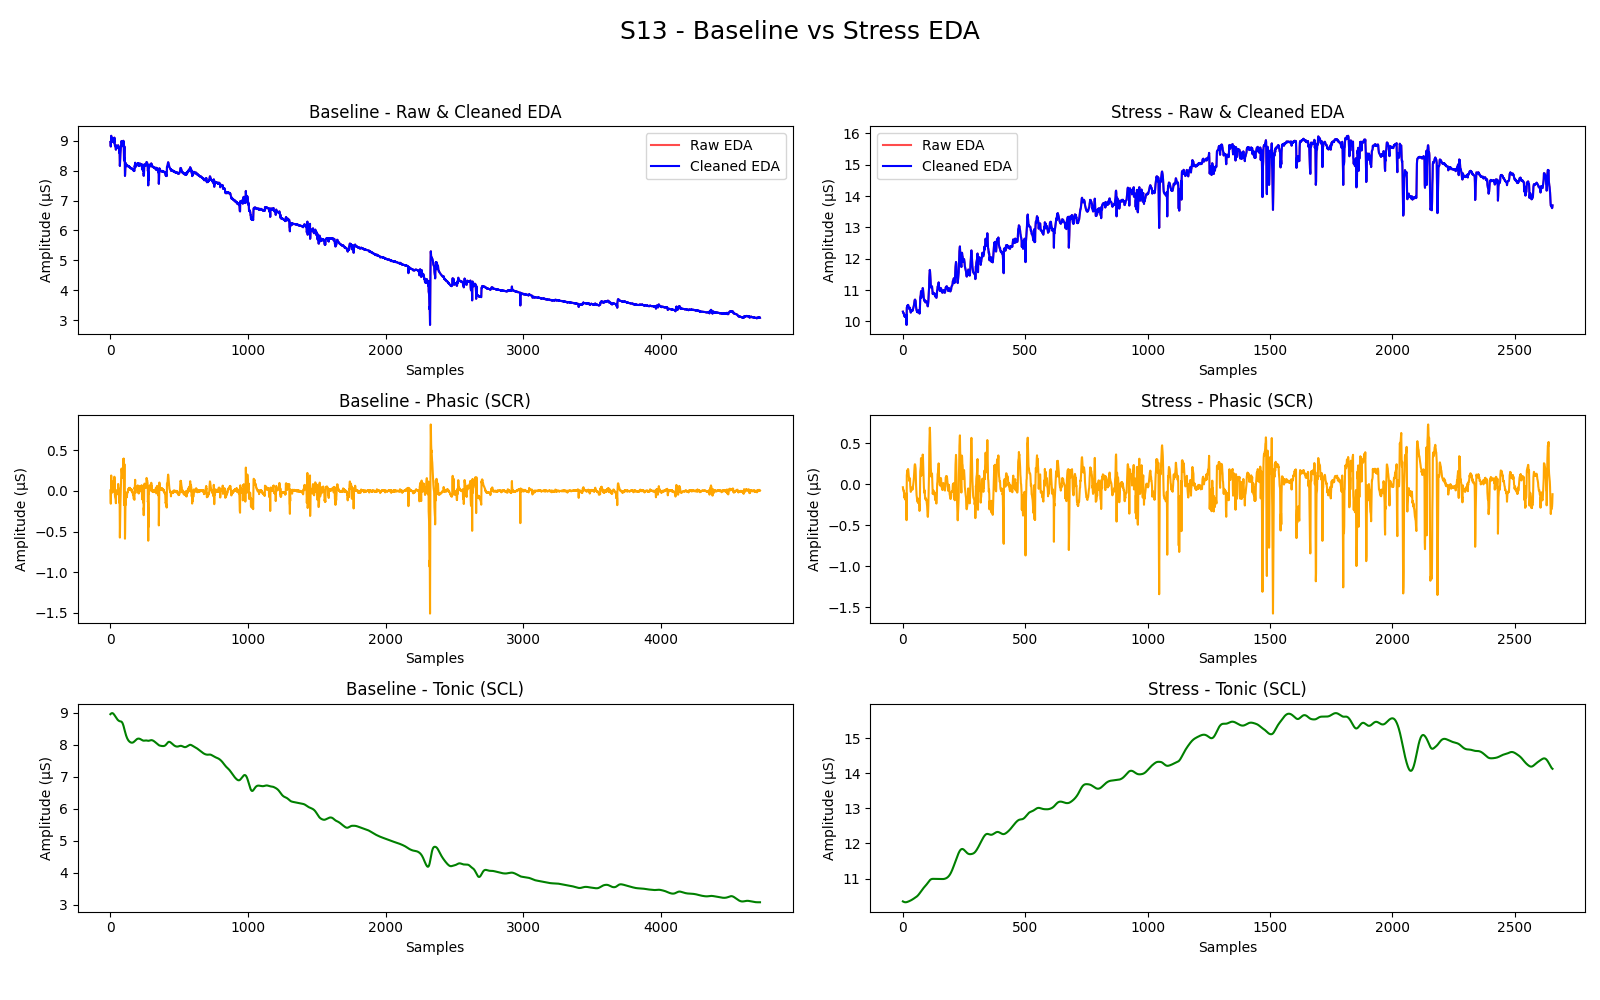 S13 - Baseline vs Stress EDA
Baseline - Raw & Cleaned EDA
Amplitude (µS)
9
8
7
6
5
4
3
Raw EDA
Cleaned EDA
0 1000 2000 3000 4000
Samples
Stress - Raw & Cleaned EDA
Amplitude (µS)
16
15
14
13
12
11
10
Raw EDA
Cleaned EDA
0 500 1000 1500 2000 2500
Samples
Baseline - Phasic (SCR)
Amplitude (µS)
0.5
0.0
−0.5
−1.0
−1.5
0 1000 2000 3000 4000
Samples
Stress - Phasic (SCR)
Amplitude (µS)
0.5
0.0
−0.5
−1.0
−1.5
0 500 1000 1500 2000 2500
Samples
Baseline - Tonic (SCL)
Amplitude (µS)
9
8
7
6
5
4
3
0 1000 2000 3000 4000
Samples
Stress - Tonic (SCL)
Amplitude (µS)
15
14
13
12
11
0 500 1000 1500 2000 2500
Samples